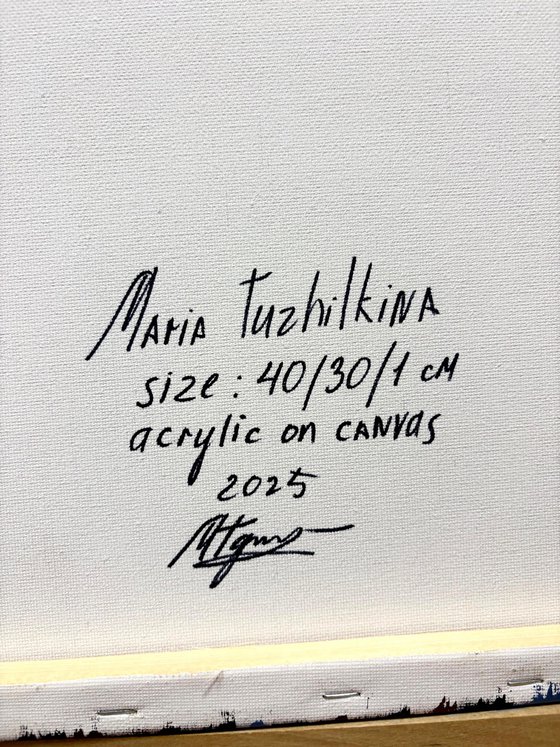 Maria Tuzhilkina
size: 40/30/1 cm
acrylic on canvas
2025